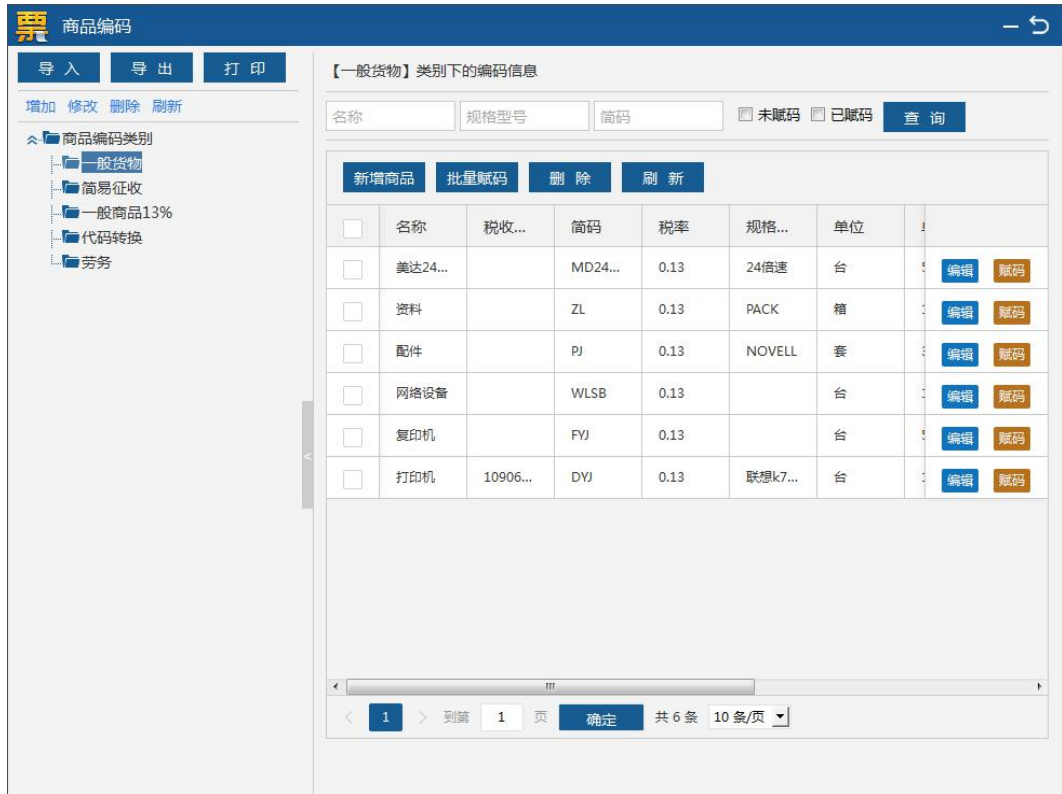 票 商品编码
导 入 导 出 打 印
增加 修改 删除 刷新
商品编码类别
一般货物
简易征收
一般商品13%
代码转换
劳务
【一般货物】类别下的编码信息
名称 规格型号 简码 未赋码 已赋码 查 询
新增商品 批量赋码 删 除 刷 新
名称 税收... 简码 税率 规格... 单位
美达24... MD24... 0.13 24倍速 台 编辑 赋码
资料 ZL 0.13 PACK 箱 编辑 赋码
配件 PJ 0.13 NOVELL 套 编辑 赋码
网络设备 WLSB 0.13 台 编辑 赋码
复印机 FYJ 0.13 台 编辑 赋码
打印机 10906... DYJ 0.13 联想k7... 台 编辑 赋码
< 1 > 到第 1 页 确定 共 6 条 10 条/页